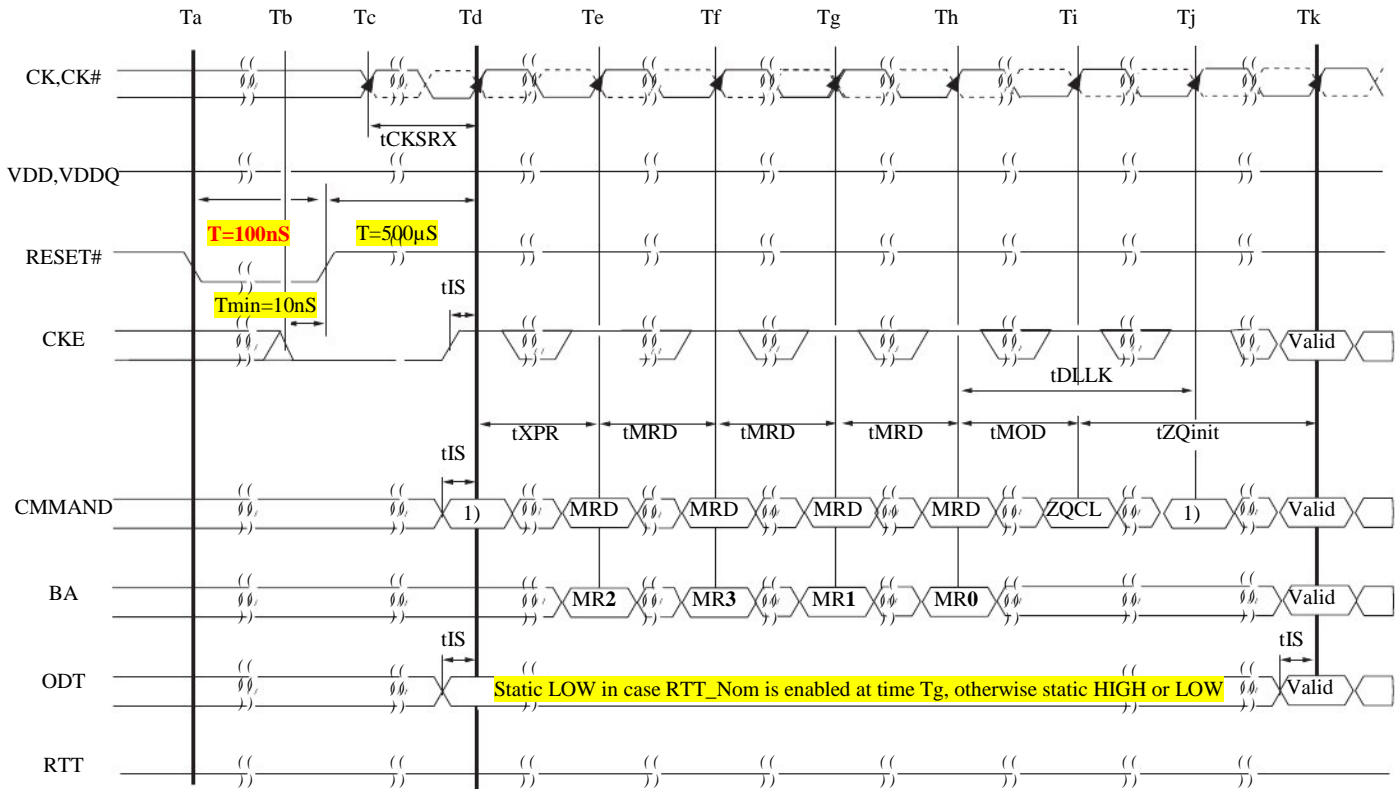 Ta Tb Tc Td Te Tf Tg Th Ti Tj Tk
CK,CK#
tCKSRX
VDD,VDDQ
T=100nS T=500µS
RESET#
Tmin=10nS tIS
CKE Valid
tDLLK
tXPR tMRD tMRD tMRD tMOD tZQinit
tIS
CMMAND 1) MRD MRD MRD MRD ZQCL 1) Valid
BA MR2 MR3 MR1 MR0 Valid
tIS tIS
ODT Static LOW in case RTT_Nom is enabled at time Tg, otherwise static HIGH or LOW Valid
RTT